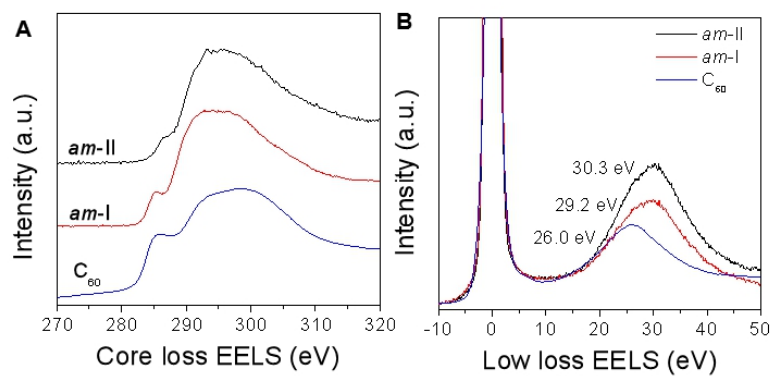 A
am-II
am-I
C60
Intensity (a.u.)
270 280 290 300 310 320
Core loss EELS (eV)
B
am-II
am-I
C60
30.3 eV
29.2 eV
26.0 eV
Intensity (a.u.)
-10 0 10 20 30 40 50
Low loss EELS (eV)